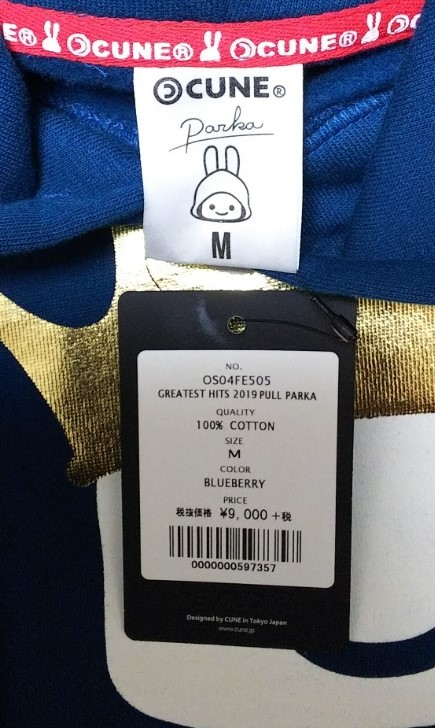 E® CUNE® CUNE®
CUNE®
Parka
M
NO.
OS04FE505
GREATEST HITS 2019 PULL PARKA
QUALITY
100% COTTON
SIZE
M
COLOR
BLUEBERRY
PRICE
税抜価格 ¥9,000+税
0000000597357
Designed by CUNE in Tokyo Japan
www.cune.jp